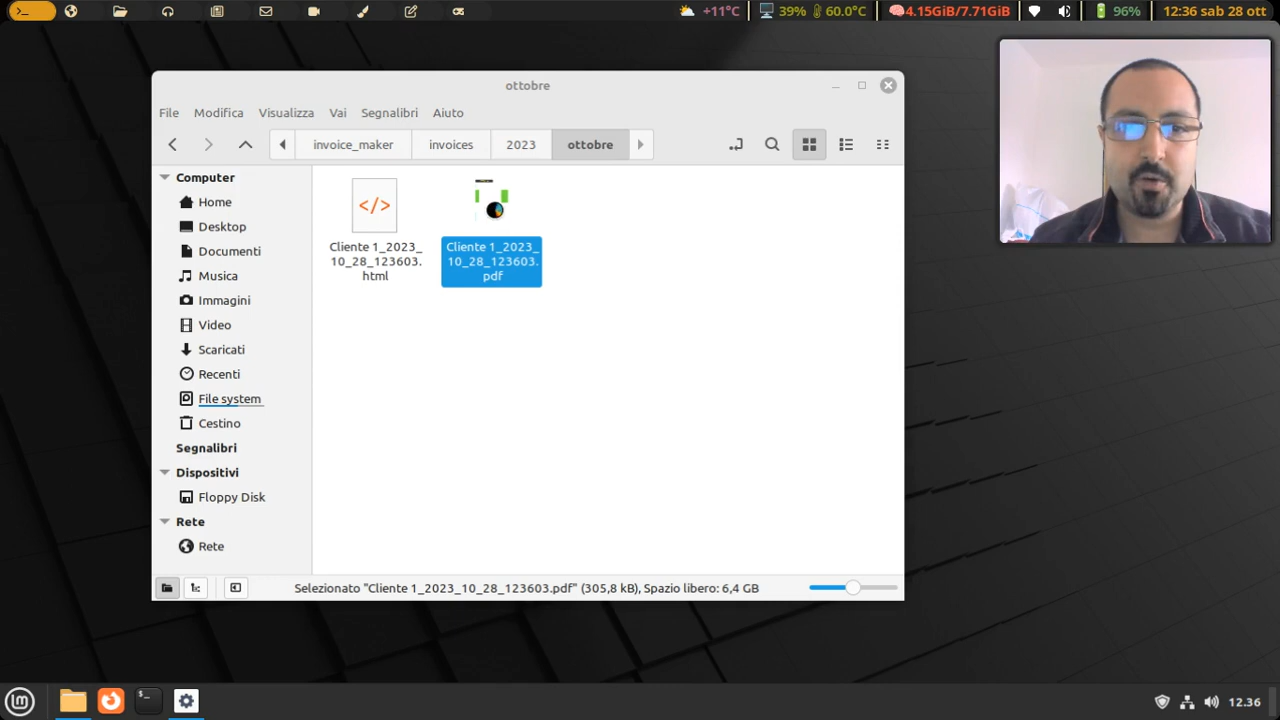 +11°C
39%
60.0°C
4.15GiB/7.71GiB
96%
12:36 sab 28 ott
ottobre
File
Modifica
Visualizza
Vai
Segnalibri
Aiuto
invoice_maker
invoices
2023
ottobre
Computer
Home
Desktop
Documenti
Musica
Immagini
Video
Scaricati
Recenti
File system
Cestino
Segnalibri
Dispositivi
Floppy Disk
Rete
Rete
Cliente 1_2023_
10_28_123603.
html
Cliente 1_2023_
10_28_123603.
pdf
Selezionato "Cliente 1_2023_10_28_123603.pdf" (305,8 kB), Spazio libero: 6,4 GB
12.36